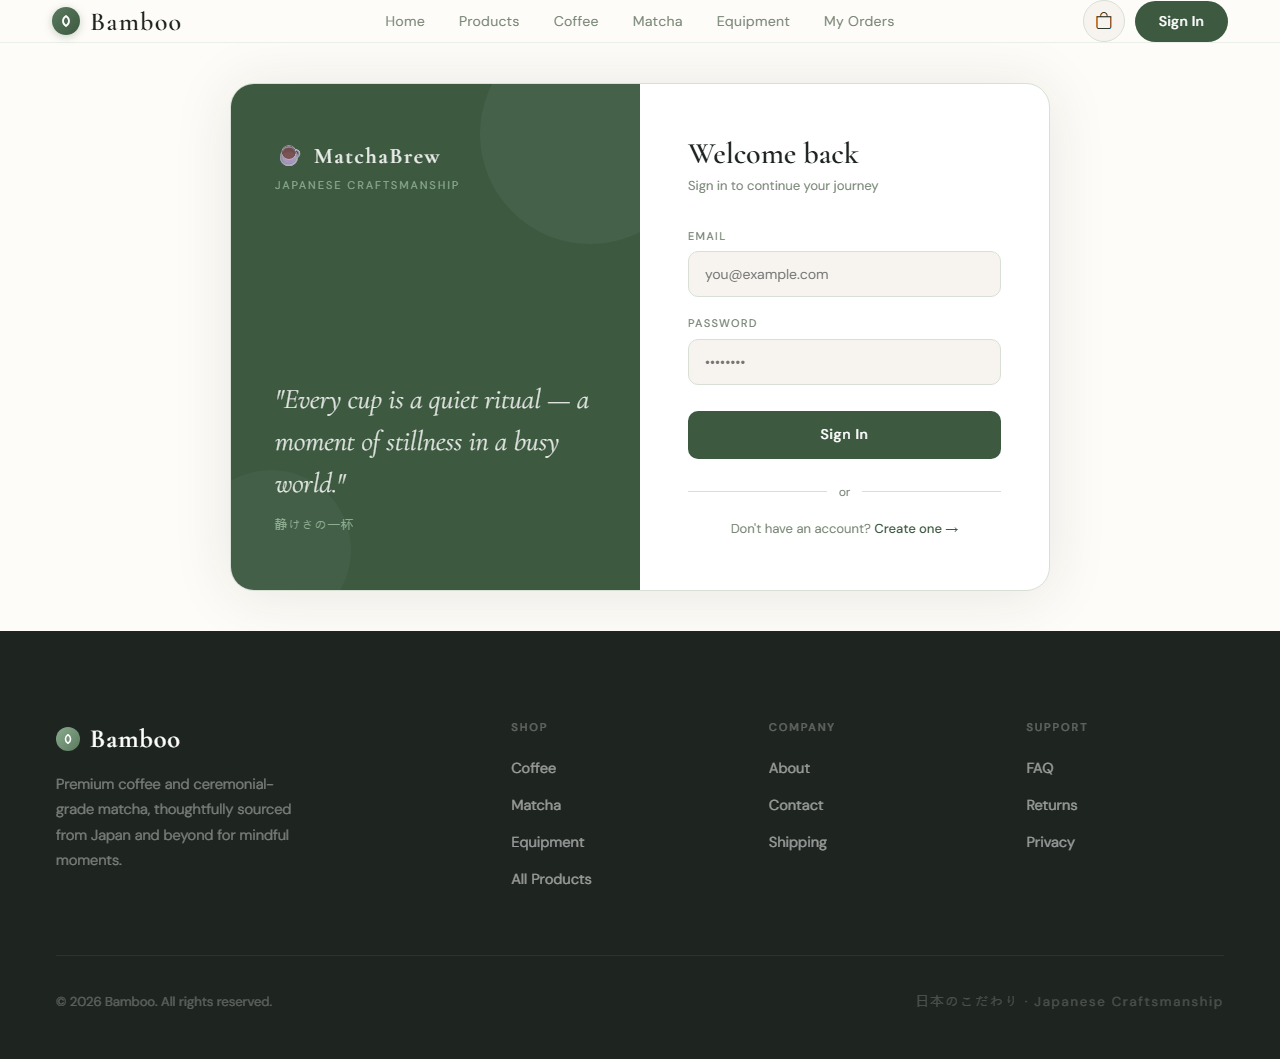 Bamboo
Home Products Coffee Matcha Equipment My Orders
Sign In
MatchaBrew
JAPANESE CRAFTSMANSHIP
"Every cup is a quiet ritual — a
moment of stillness in a busy
world."
静けさの一杯
Welcome back
Sign in to continue your journey
EMAIL
you@example.com
PASSWORD
••••••••
Sign In
or
Don't have an account? Create one →
Bamboo
Premium coffee and ceremonial-
grade matcha, thoughtfully sourced
from Japan and beyond for mindful
moments.
SHOP
Coffee
Matcha
Equipment
All Products
COMPANY
About
Contact
Shipping
SUPPORT
FAQ
Returns
Privacy
© 2026 Bamboo. All rights reserved.
日本のこだわり · Japanese Craftsmanship